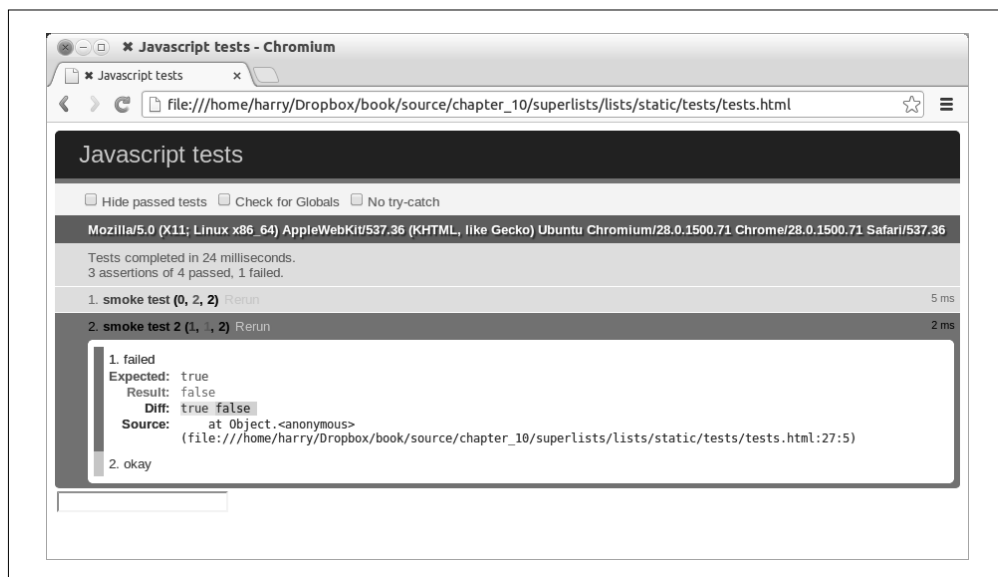 ✖ Javascript tests - Chromium
✖ Javascript tests
file:///home/harry/Dropbox/book/source/chapter_10/superlists/lists/static/tests/tests.html
Javascript tests
Hide passed tests Check for Globals No try-catch
Mozilla/5.0 (X11; Linux x86_64) AppleWebKit/537.36 (KHTML, like Gecko) Ubuntu Chromium/28.0.1500.71 Chrome/28.0.1500.71 Safari/537.36
Tests completed in 24 milliseconds.
3 assertions of 4 passed, 1 failed.
1. smoke test (0, 2, 2) Rerun 5 ms
2. smoke test 2 (1, 1, 2) Rerun 2 ms
1. failed
Expected: true
Result: false
Diff: true false
Source: at Object.<anonymous>
(file:///home/harry/Dropbox/book/source/chapter_10/superlists/lists/static/tests/tests.html:27:5)
2. okay